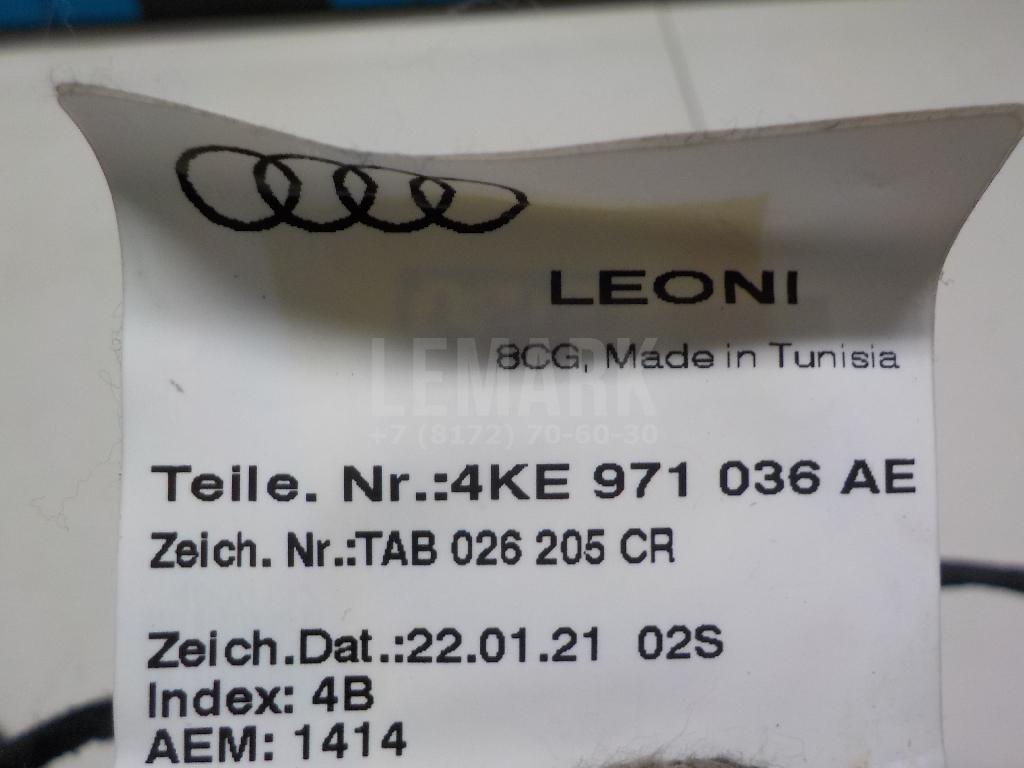 LEONI
8CG, Made in Tunisia
LEMARK
+7 (8172) 70-60-30
Teile. Nr.:4KE 971 036 AE
Zeich. Nr.:TAB 026 205 CR
Zeich.Dat.:22.01.21 02S
Index: 4B
AEM: 1414